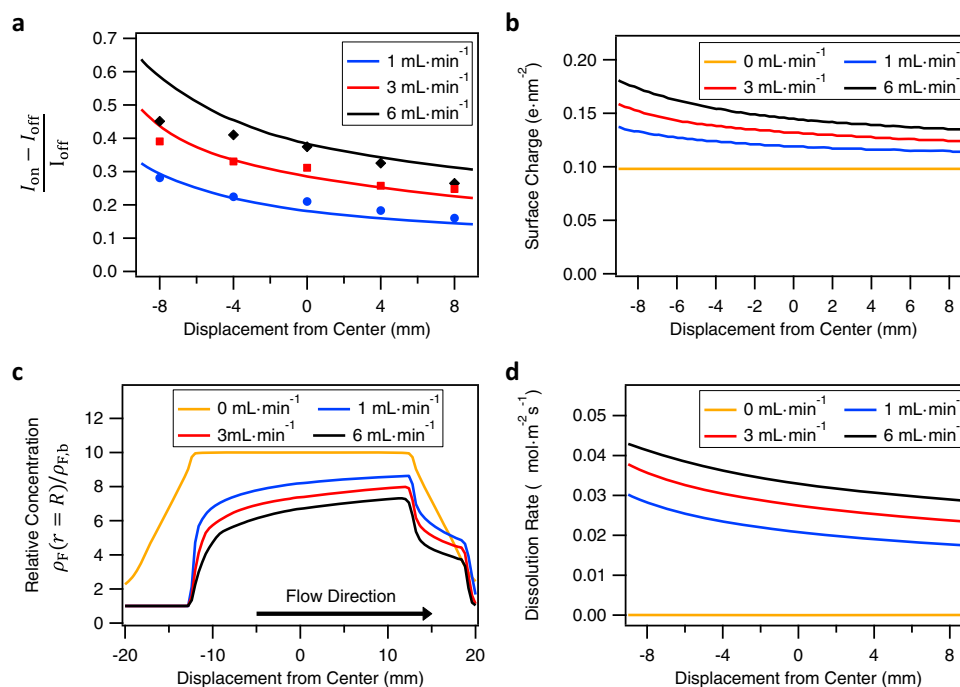 a
0.7
0.6
0.5
0.4
0.3
0.2
0.1
0.0
I_on − I_off
I_off
1 mL·min⁻¹
3 mL·min⁻¹
6 mL·min⁻¹
-8 -4 0 4 8
Displacement from Center (mm)
b
0.20
0.15
0.10
0.05
0.00
Surface Charge (e·nm⁻²)
0 mL·min⁻¹ 1 mL·min⁻¹
3 mL·min⁻¹ 6 mL·min⁻¹
-8 -6 -4 -2 0 2 4 6 8
Displacement from Center (mm)
c
12
10
8
6
4
2
0
Relative Concentration
ρ_F(r = R)/ρ_F,b
0 mL·min⁻¹ 1 mL·min⁻¹
3mL·min⁻¹ 6 mL·min⁻¹
Flow Direction
-20 -10 0 10 20
Displacement from Center (mm)
d
0.05
0.04
0.03
0.02
0.01
0.00
Dissolution Rate ( mol·m⁻²s⁻¹)
0 mL·min⁻¹ 1 mL·min⁻¹
3 mL·min⁻¹ 6 mL·min⁻¹
-8 -4 0 4 8
Displacement from Center (mm)